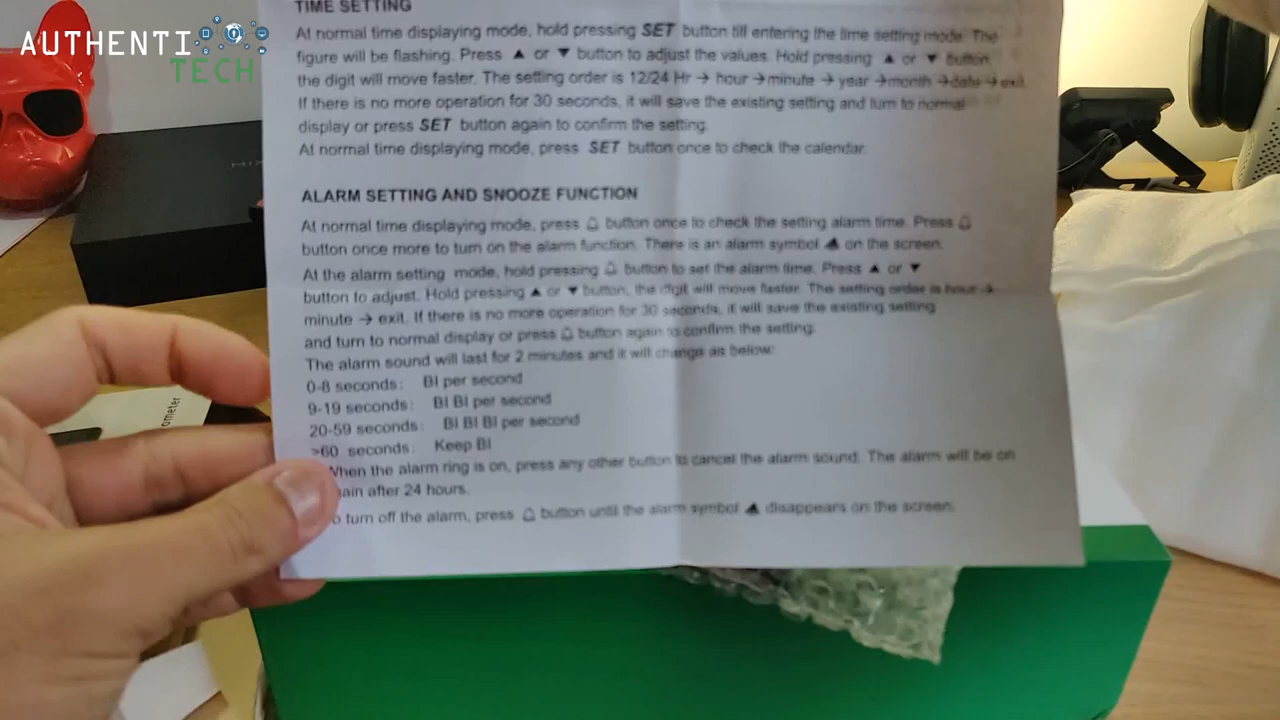 AUTHENTI
TECH
TIME SETTING
At normal time displaying mode, hold pressing SET button till entering the time setting mode. The
figure will be flashing. Press ▲ or ▼ button to adjust the values. Hold pressing ▲ or ▼ button,
the digit will move faster. The setting order is 12/24 Hr → hour →minute → year →month →date → exit.
If there is no more operation for 30 seconds, it will save the existing setting and turn to normal
display or press SET button again to confirm the setting.
At normal time displaying mode, press SET button once to check the calendar.
ALARM SETTING AND SNOOZE FUNCTION
At normal time displaying mode, press 🔔 button once to check the setting alarm time. Press 🔔
button once more to turn on the alarm function. There is an alarm symbol 🔔 on the screen.
At the alarm setting mode, hold pressing 🔔 button to set the alarm time. Press ▲ or ▼
button to adjust. Hold pressing ▲ or ▼ button, the digit will move faster. The setting order is hour →
minute → exit. If there is no more operation for 30 seconds, it will save the existing setting
and turn to normal display or press 🔔 button again to confirm the setting.
The alarm sound will last for 2 minutes and it will change as below:
0-8 seconds: BI per second
9-19 seconds: BI BI per second
20-59 seconds: BI BI BI per second
>60 seconds: Keep BI
When the alarm ring is on, press any other button to cancel the alarm sound. The alarm will be on
ain after 24 hours.
o turn off the alarm, press 🔔 button until the alarm symbol 🔔 disappears on the screen.
ometer